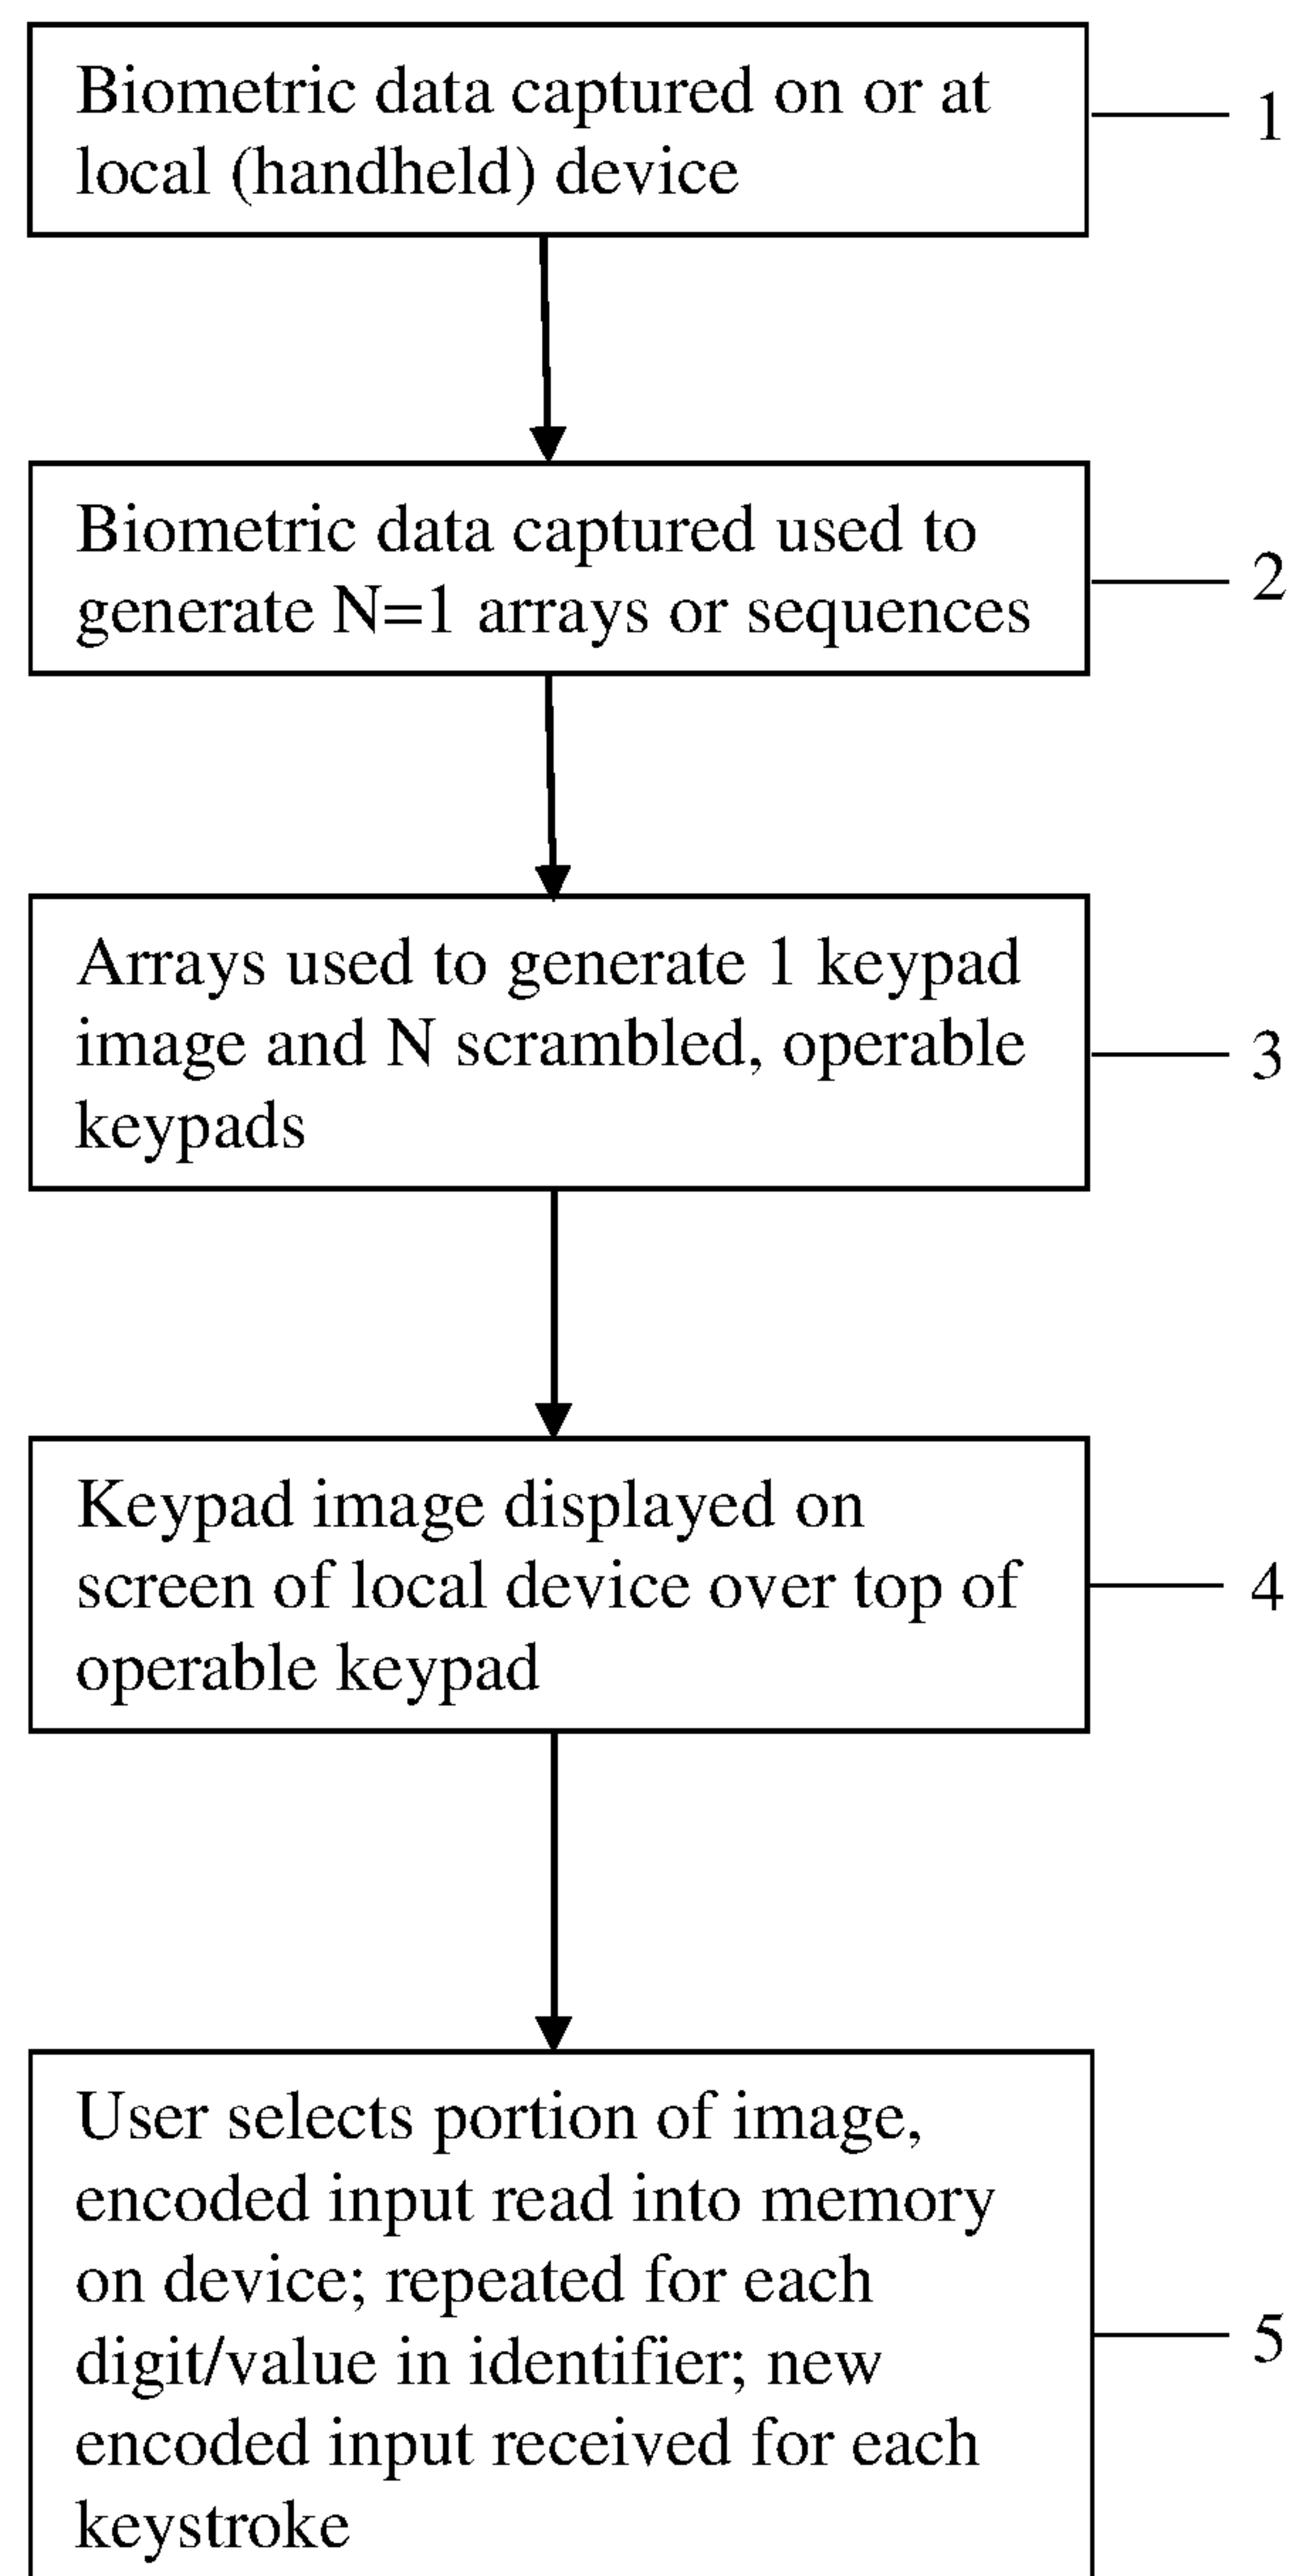 Biometric data captured on or at
local (handheld) device
1
Biometric data captured used to
generate N=1 arrays or sequences
2
Arrays used to generate 1 keypad
image and N scrambled, operable
keypads
3
Keypad image displayed on
screen of local device over top of
operable keypad
4
User selects portion of image,
encoded input read into memory
on device; repeated for each
digit/value in identifier; new
encoded input received for each
keystroke
5